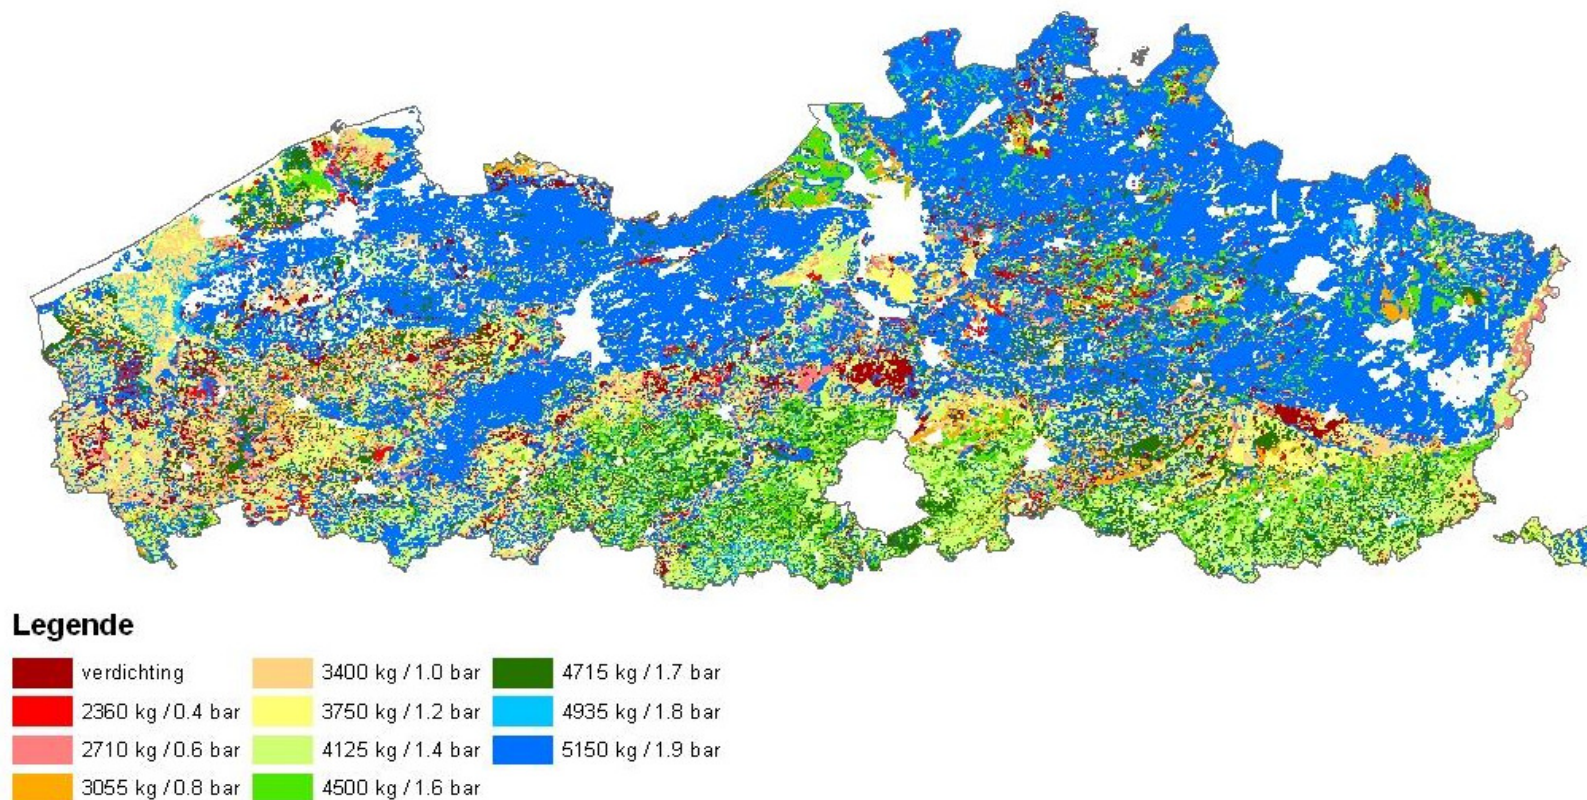 Legende
verdichting
2360 kg / 0.4 bar
2710 kg / 0.6 bar
3055 kg / 0.8 bar
3400 kg / 1.0 bar
3750 kg / 1.2 bar
4125 kg / 1.4 bar
4500 kg / 1.6 bar
4715 kg / 1.7 bar
4935 kg / 1.8 bar
5150 kg / 1.9 bar